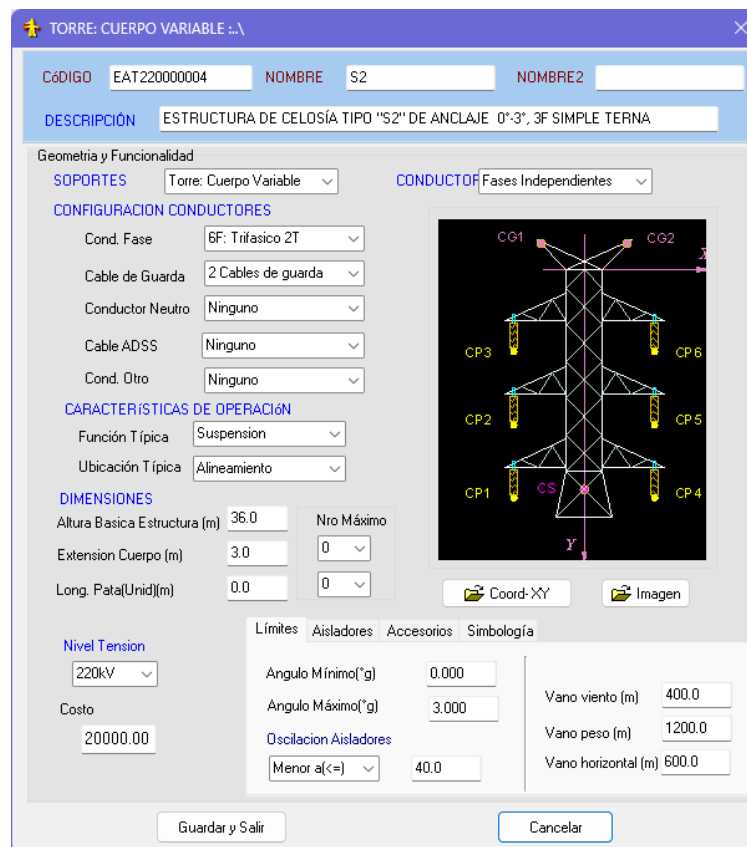 TORRE: CUERPO VARIABLE :..\
CóDIGO EAT220000004 NOMBRE S2 NOMBRE2
DESCRIPCIÓN ESTRUCTURA DE CELOSÍA TIPO "S2" DE ANCLAJE 0°-3°, 3F SIMPLE TERNA
Geometria y Funcionalidad
SOPORTES Torre: Cuerpo Variable CONDUCTOF Fases Independientes
CONFIGURACION CONDUCTORES
Cond. Fase 6F: Trifasico 2T
Cable de Guarda 2 Cables de guarda
Conductor Neutro Ninguno
Cable ADSS Ninguno
Cond. Otro Ninguno
CARACTERíSTICAS DE OPERACIóN
Función Típica Suspension
Ubicación Típica Alineamiento
CG1 CG2
X
CP3 CP6
CP2 CP5
CP1 CS CP4
Y
DIMENSIONES
Altura Basica Estructura (m) 36.0 Nro Máximo
Extension Cuerpo (m) 3.0 0
Long. Pata(Unid)(m) 0.0 0
Coord-XY Imagen
Nivel Tension
220kV
Costo
20000.00
Límites Aisladores Accesorios Simbología
Angulo Mínimo(°g) 0.000
Angulo Máximo(°g) 3.000
Oscilacion Aisladores
Menor a(<=) 40.0
Vano viento (m) 400.0
Vano peso (m) 1200.0
Vano horizontal (m) 600.0
Guardar y Salir Cancelar